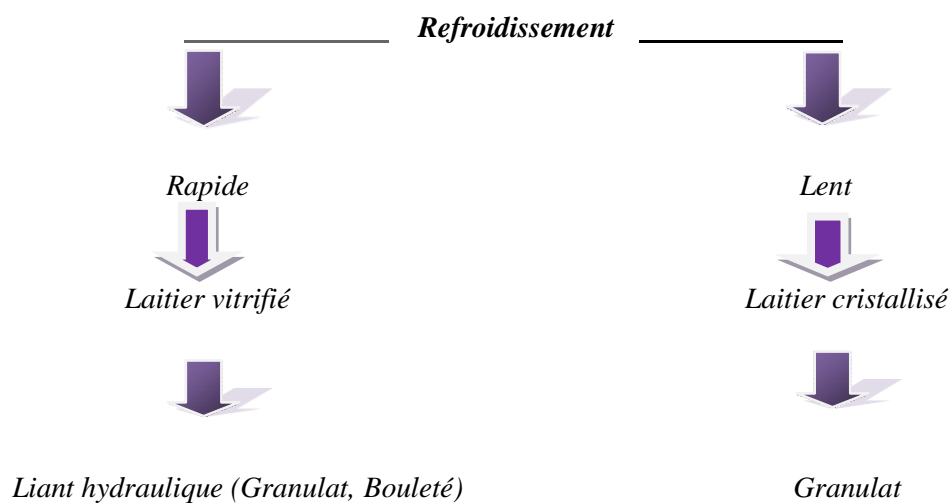 Refroidissement
Rapide
Lent
Laitier vitrifié
Laitier cristallisé
Liant hydraulique (Granulat, Bouleté)
Granulat